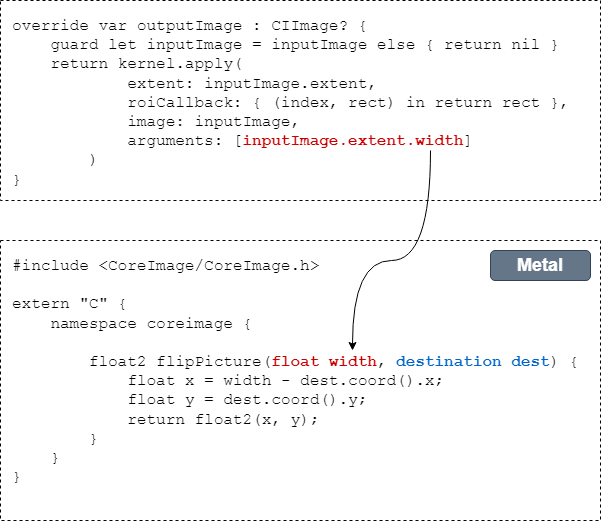 override var outputImage : CIImage? {
    guard let inputImage = inputImage else { return nil }
    return kernel.apply(
            extent: inputImage.extent,
            roiCallback: { (index, rect) in return rect },
            image: inputImage,
            arguments: [inputImage.extent.width]
        )
}
#include <CoreImage/CoreImage.h>
Metal
extern "C" {
    namespace coreimage {
        float2 flipPicture(float width, destination dest) {
            float x = width - dest.coord().x;
            float y = dest.coord().y;
            return float2(x, y);
        }
    }
}